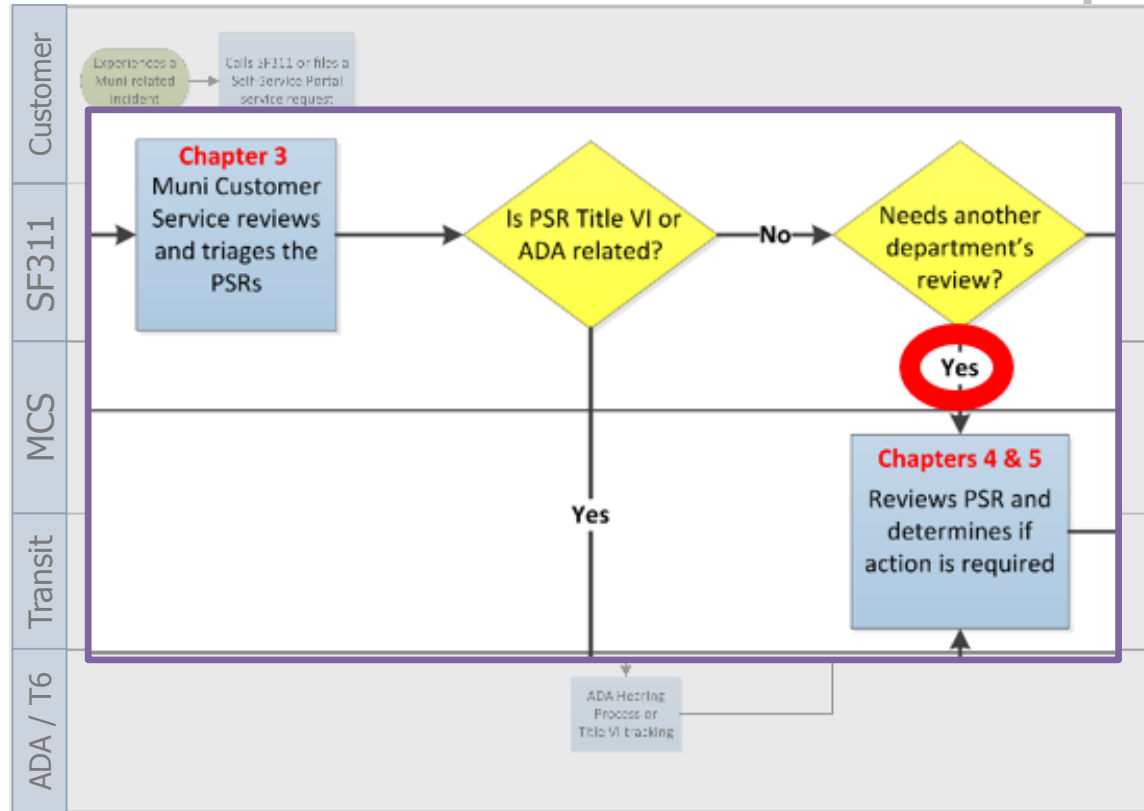 Customer
Experiences a
Muni-related
incident
Calls SF311 or files a
Self-Service Portal
service request
SF311
Chapter 3
Muni Customer
Service reviews
and triages the
PSRs
Is PSR Title VI or
ADA related?
No
Needs another
department's
review?
Yes
MCS
Chapters 4 & 5
Reviews PSR and
determines if
action is required
Yes
Transit
ADA / T6
ADA Hearing
Process or
Title VI tracking